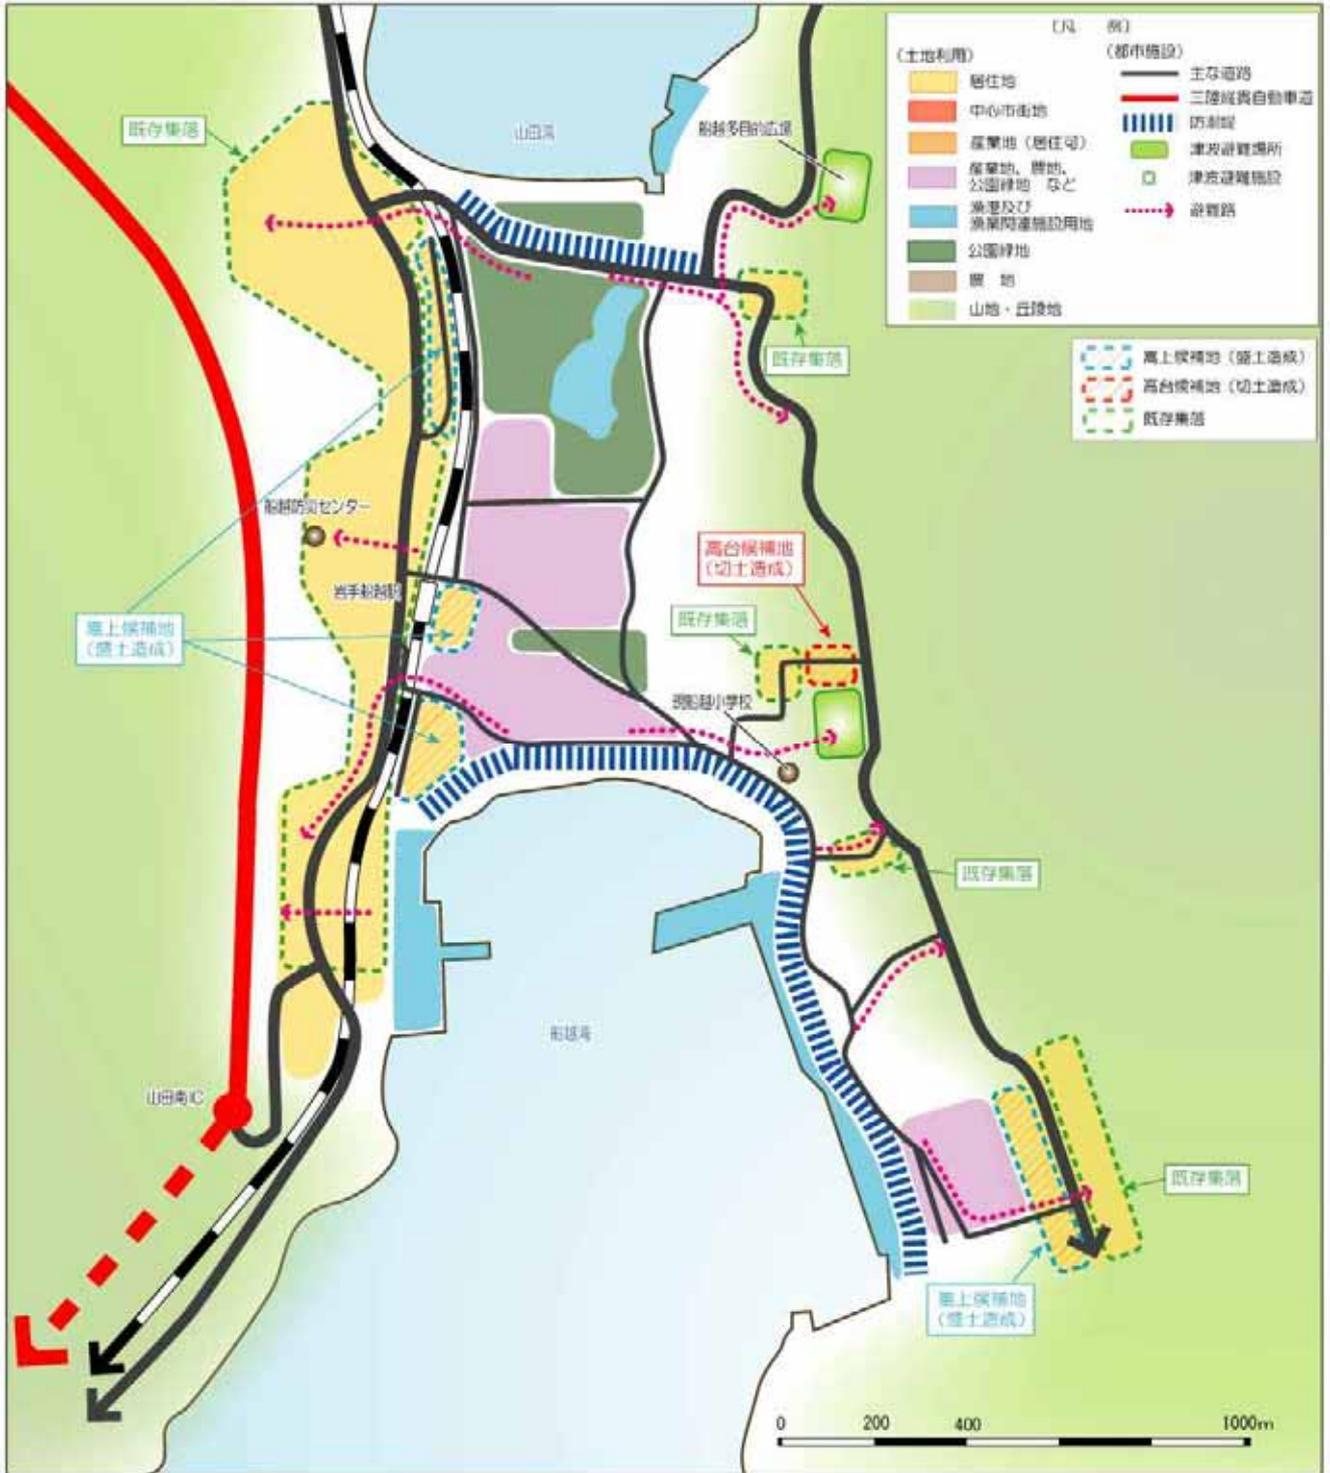 〔凡　例〕
（土地利用）
居住地
中心市街地
産業地（居住可）
産業地、農地、
公園緑地　など
漁港及び
漁業関連施設用地
公園緑地
農　地
山地・丘陵地
（都市施設）
主な道路
三陸縦貫自動車道
防潮堤
津波避難場所
津波避難施設
避難路
嵩上候補地（盛土造成）
高台候補地（切土造成）
既存集落
既存集落
山田湾
船越多目的広場
既存集落
船越防災センター
高台候補地
（切土造成）
岩手船越駅
既存集落
嵩上候補地
（盛土造成）
現船越小学校
既存集落
船越湾
山田南IC
既存集落
嵩上候補地
（盛土造成）
0
200
400
1000m